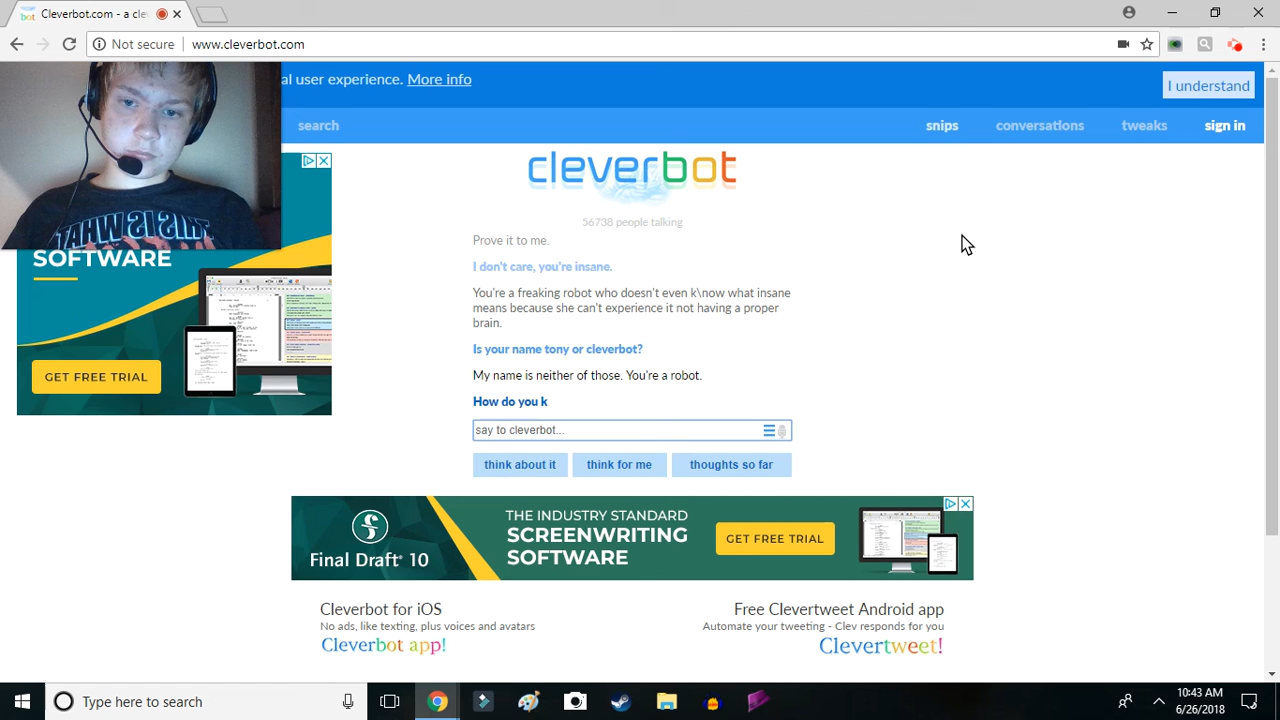 Cleverbot.com - a cle
Not secure
www.cleverbot.com
al user experience. More info
I understand
search
snips
conversations
tweaks
sign in
THIS IS WHAT
cleverbot
56738 people talking
Prove it to me.
I don't care, you're insane.
You're a freaking robot who doesn't even k\now what insane
means because she can't experience it not having a proper
brain.
Is your name tony or cleverbot?
My name is neither of those. You're a robot.
How do you k
say to cleverbot...
think about it
think for me
thoughts so far
SOFTWARE
GET FREE TRIAL
Final Draft 10
THE INDUSTRY STANDARD
SCREENWRITING
SOFTWARE
GET FREE TRIAL
Cleverbot for iOS
No ads, like texting, plus voices and avatars
Cleverbot app!
Free Clevertweet Android app
Automate your tweeting - Clev responds for you
Clevertweet!
Type here to search
10:43 AM
6/26/2018